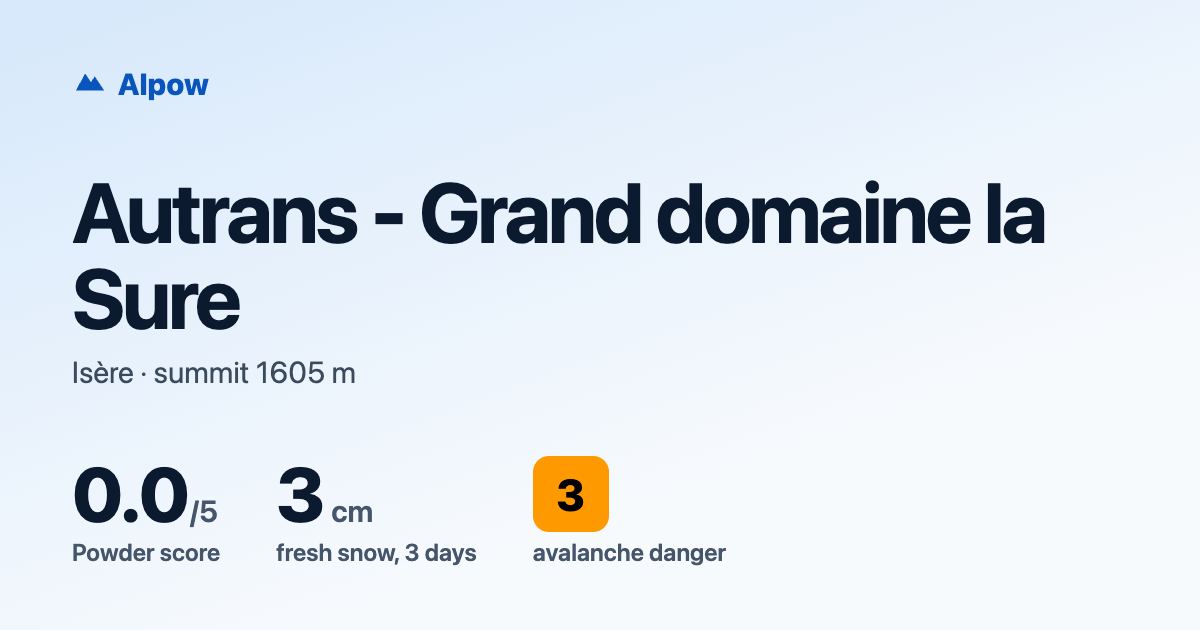 Alpow
Autrans - Grand domaine la
Sure
Isère · summit 1605 m
0.0/5
Powder score
3 cm
fresh snow, 3 days
3
avalanche danger